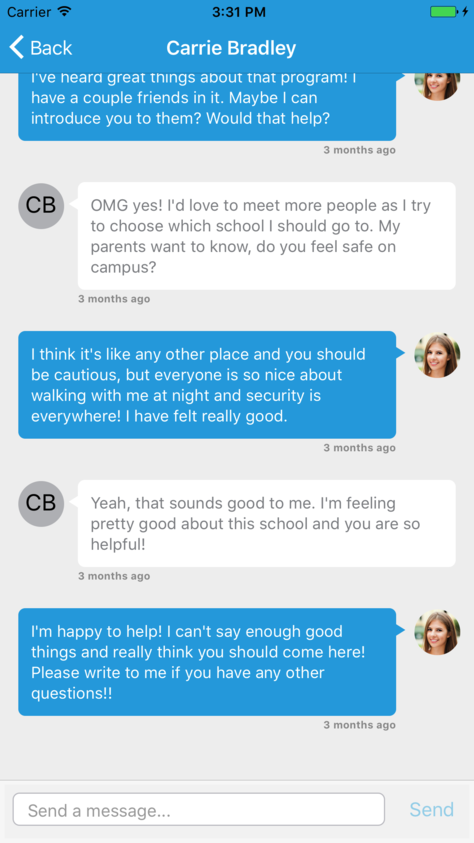 Carrier 3:31 PM
Back Carrie Bradley
I've heard great things about that program! I
have a couple friends in it. Maybe I can
introduce you to them? Would that help?
3 months ago
CB
OMG yes! I'd love to meet more people as I try
to choose which school I should go to. My
parents want to know, do you feel safe on
campus?
3 months ago
I think it's like any other place and you should
be cautious, but everyone is so nice about
walking with me at night and security is
everywhere! I have felt really good.
3 months ago
CB
Yeah, that sounds good to me. I'm feeling
pretty good about this school and you are so
helpful!
3 months ago
I'm happy to help! I can't say enough good
things and really think you should come here!
Please write to me if you have any other
questions!!
3 months ago
Send a message... Send